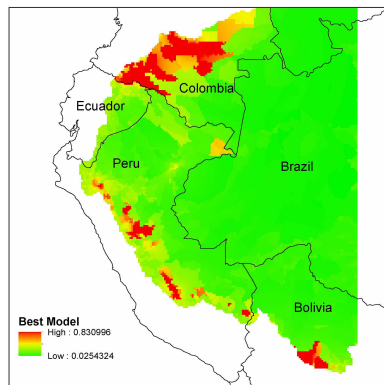 Colombia
Ecuador
Peru
Brazil
Bolivia
Best Model
High : 0.830996
Low : 0.0254324